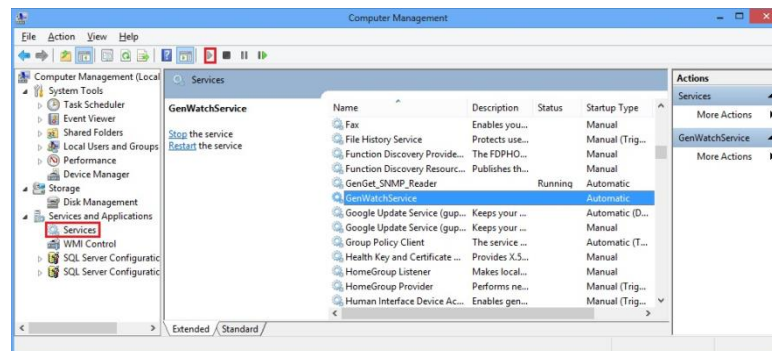 Computer Management
File Action View Help
Computer Management (Local
System Tools
Task Scheduler
Event Viewer
Shared Folders
Local Users and Groups
Performance
Device Manager
Storage
Disk Management
Services and Applications
Services
WMI Control
SQL Server Configuratic
SQL Server Configuratic
Services
GenWatchService
Stop the service
Restart the service
Name Description Status Startup Type
Fax Enables you... Manual
File History Service Protects use... Manual (Trig...
Function Discovery Provide... The FDPHO... Manual
Function Discovery Resourc... Publishes th... Manual
GenGet_SNMP_Reader Running Automatic
GenWatchService Automatic
Google Update Service (gup... Keeps your ... Automatic (D...
Google Update Service (gup... Keeps your ... Manual
Group Policy Client The service ... Automatic (T...
Health Key and Certificate ... Provides X.5... Manual
HomeGroup Listener Makes local... Manual
HomeGroup Provider Performs ne... Manual (Trig...
Human Interface Device Ac... Enables gen... Manual (Trig...
Extended Standard
Actions
Services
More Actions
GenWatchService
More Actions